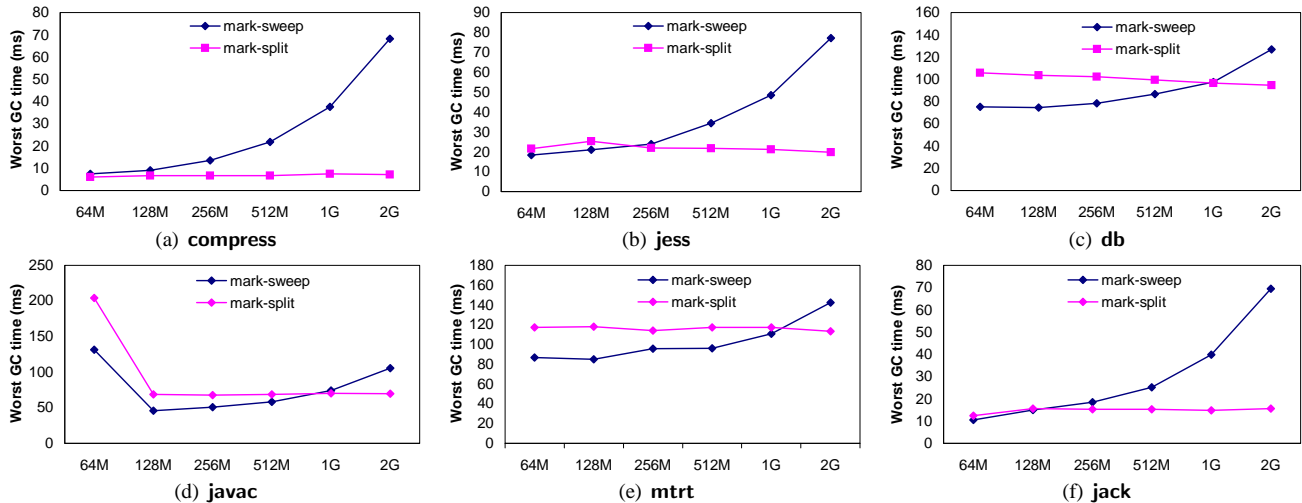 Worst GC time (ms)
80
70
60
50
40
30
20
10
0
mark-sweep
mark-split
64M 128M 256M 512M 1G 2G
(a) compress
Worst GC time (ms)
90
80
70
60
50
40
30
20
10
0
mark-sweep
mark-split
64M 128M 256M 512M 1G 2G
(b) jess
Worst GC time (ms)
160
140
120
100
80
60
40
20
0
mark-sweep
mark-split
64M 128M 256M 512M 1G 2G
(c) db
Worst GC time (ms)
250
200
150
100
50
0
mark-sweep
mark-split
64M 128M 256M 512M 1G 2G
(d) javac
Worst GC time (ms)
180
160
140
120
100
80
60
40
20
0
mark-sweep
mark-split
64M 128M 256M 512M 1G 2G
(e) mtrt
Worst GC time (ms)
80
70
60
50
40
30
20
10
0
mark-sweep
mark-split
64M 128M 256M 512M 1G 2G
(f) jack